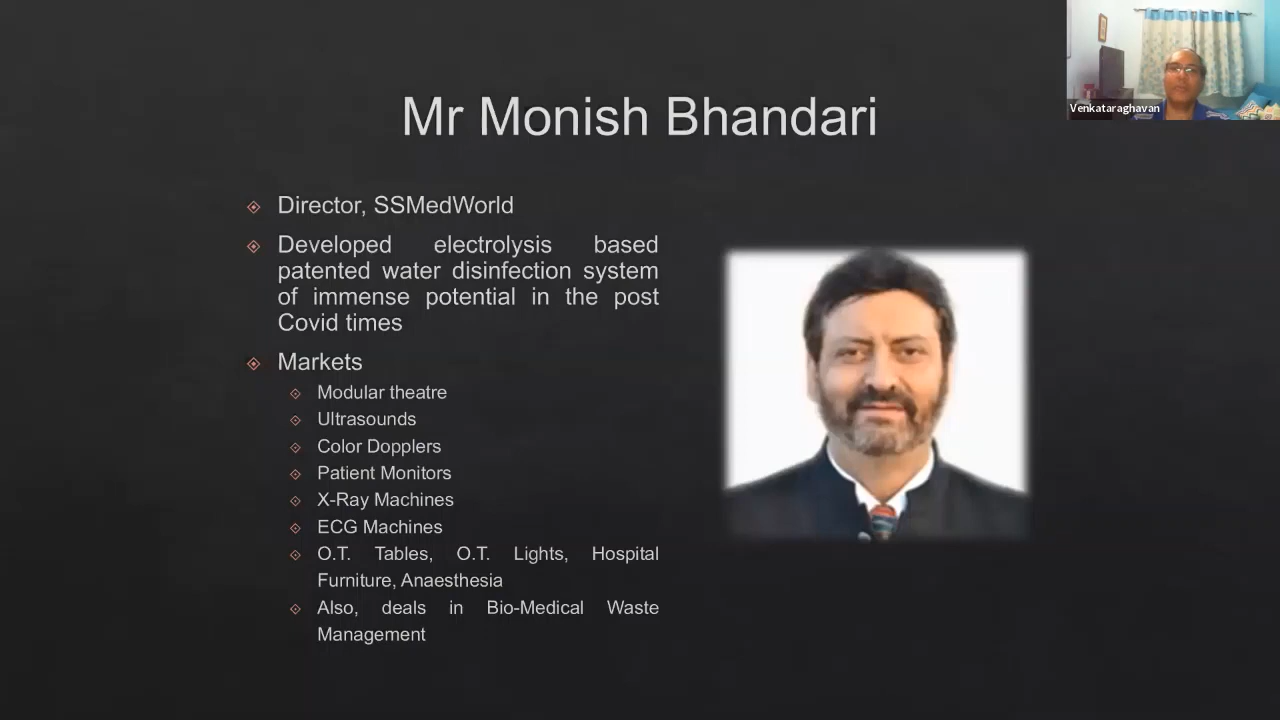 Mr Monish Bhandari
Venkataraghavan
Director, SSMedWorld
Developed electrolysis based
patented water disinfection system
of immense potential in the post
Covid times
Markets
Modular theatre
Ultrasounds
Color Dopplers
Patient Monitors
X-Ray Machines
ECG Machines
O.T. Tables, O.T. Lights, Hospital
Furniture, Anaesthesia
Also, deals in Bio-Medical Waste
Management